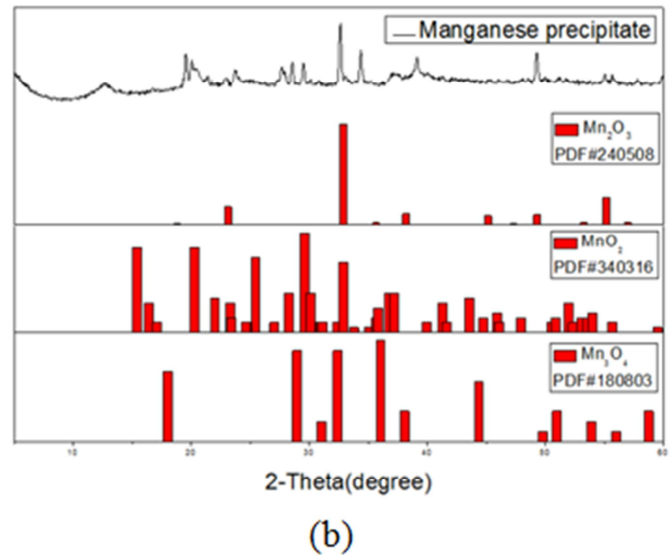 Manganese precipitate
Mn₂O₃
PDF#240508
MnO₂
PDF#340316
Mn₃O₄
PDF#180803
10 20 30 40 50 60
2-Theta(degree)
(b)